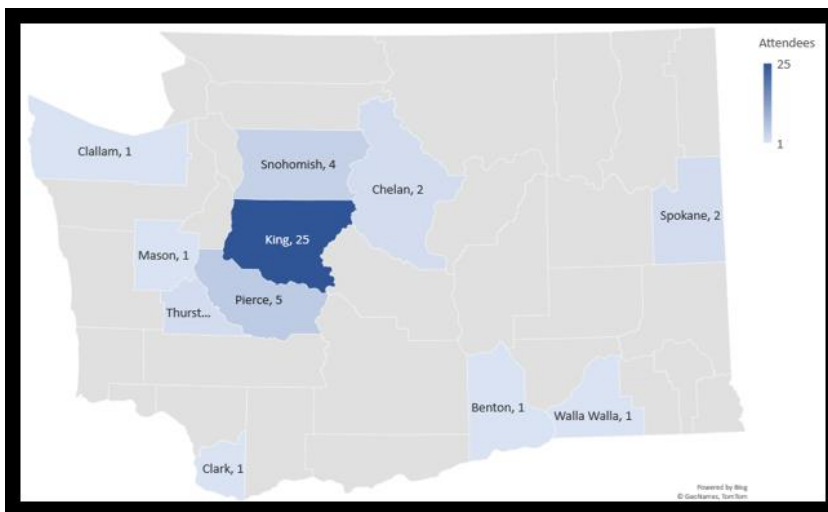 Attendees
25
1
Clallam, 1
Snohomish, 4
Chelan, 2
Spokane, 2
King, 25
Mason, 1
Pierce, 5
Thurst...
Benton, 1
Walla Walla, 1
Clark, 1
Powered by Bing
© GeoNames, TomTom